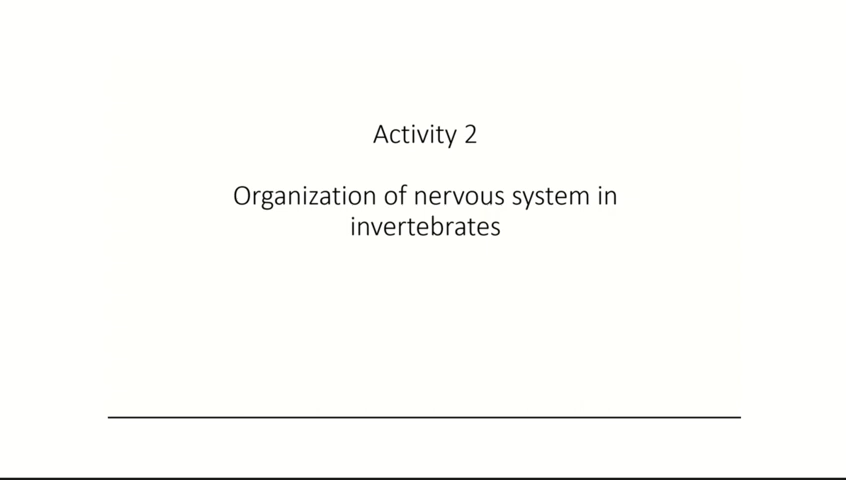 Activity 2
Organization of nervous system in
invertebrates